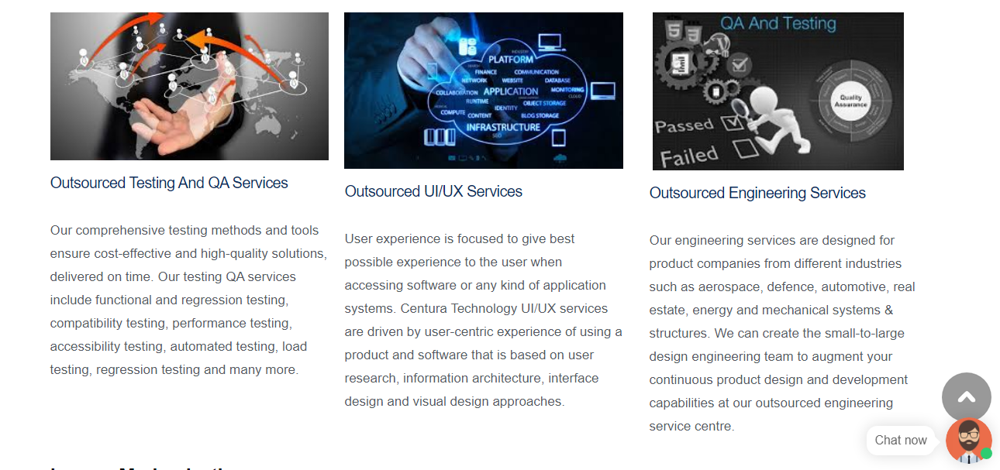 PLATFORM
INDUSTRY
FINANCE COMMUNICATION
NETWORK WEBSITE DATABASE
COLLABORATION APPLICATION MONITORING
CLOUD
RUNTIME OBJECT STORAGE
IDENTITY
COMPUTE CONTENT BLOG STORAGE
INFRASTRUCTURE
SEO
QA And Testing
Quality
Assurance
Passed
Failed
Outsourced Testing And QA Services
Our comprehensive testing methods and tools
ensure cost-effective and high-quality solutions,
delivered on time. Our testing QA services
include functional and regression testing,
compatibility testing, performance testing,
accessibility testing, automated testing, load
testing, regression testing and many more.
Outsourced UI/UX Services
User experience is focused to give best
possible experience to the user when
accessing software or any kind of application
systems. Centura Technology UI/UX services
are driven by user-centric experience of using a
product and software that is based on user
research, information architecture, interface
design and visual design approaches.
Outsourced Engineering Services
Our engineering services are designed for
product companies from different industries
such as aerospace, defence, automotive, real
estate, energy and mechanical systems &
structures. We can create the small-to-large
design engineering team to augment your
continuous product design and development
capabilities at our outsourced engineering
service centre.
Chat now